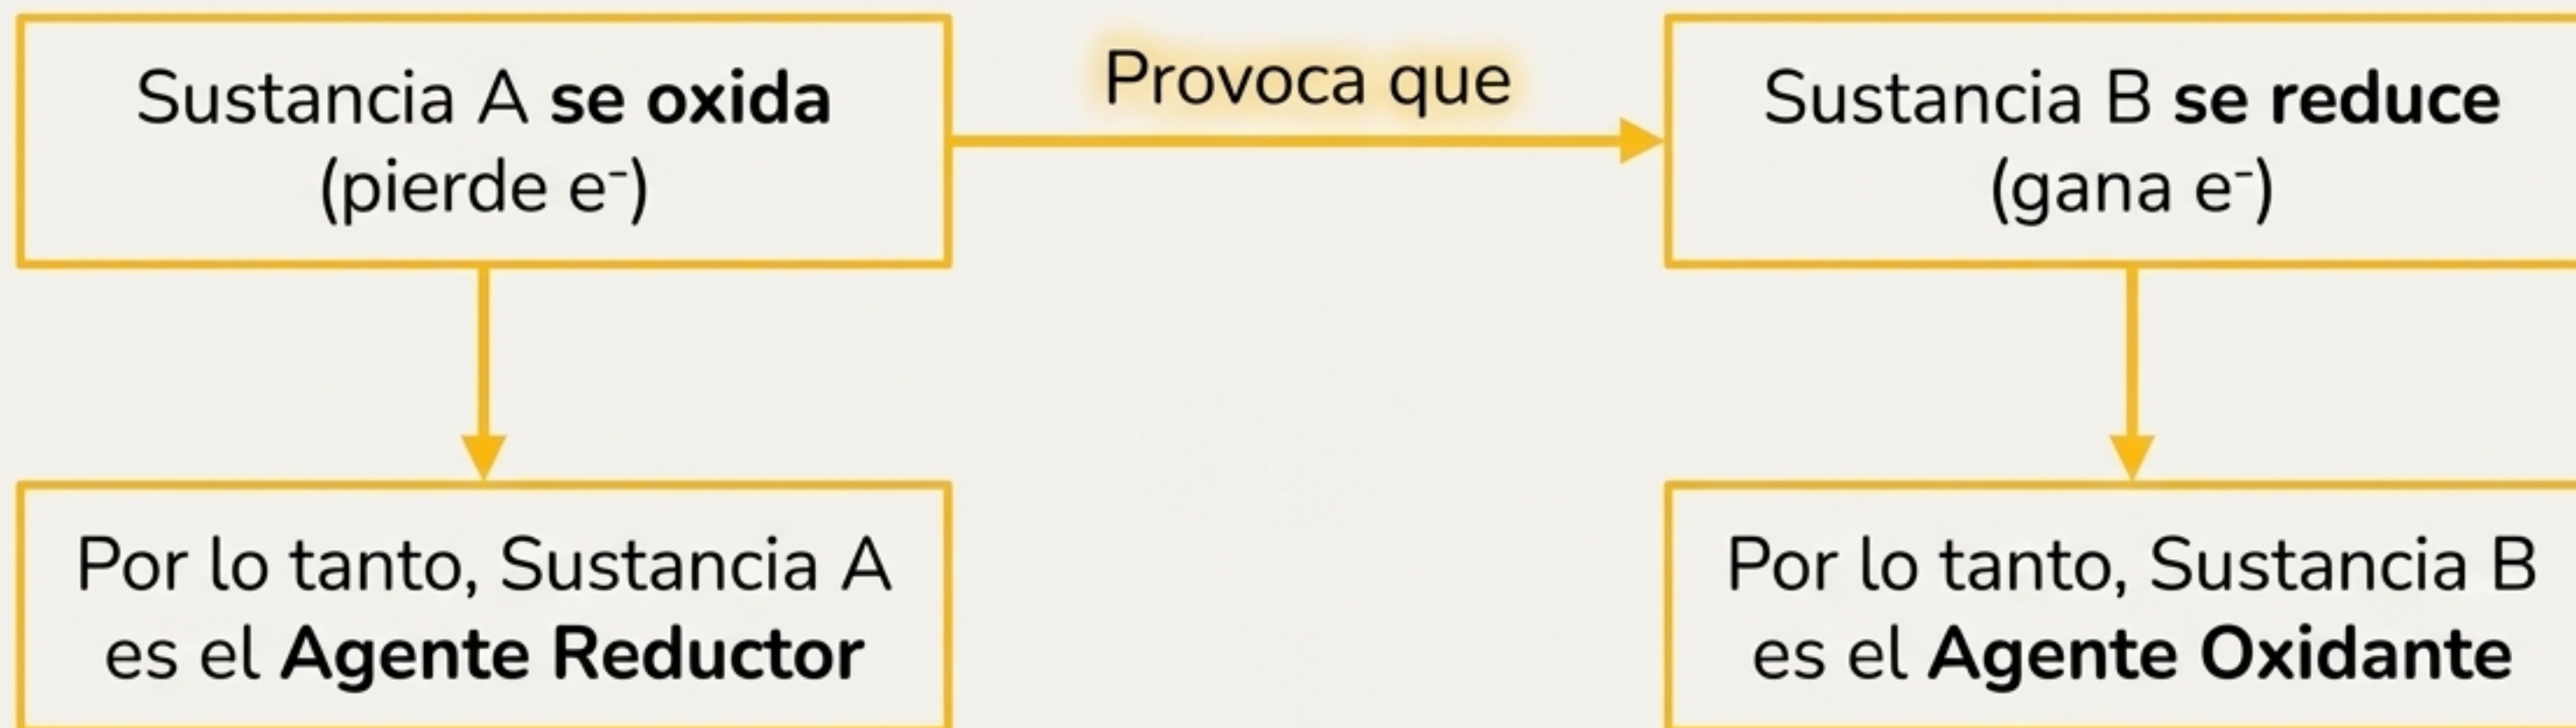 Sustancia A se oxida
(pierde e⁻)
Provoca que
Sustancia B se reduce
(gana e⁻)
Por lo tanto, Sustancia A
es el Agente Reductor
Por lo tanto, Sustancia B
es el Agente Oxidante